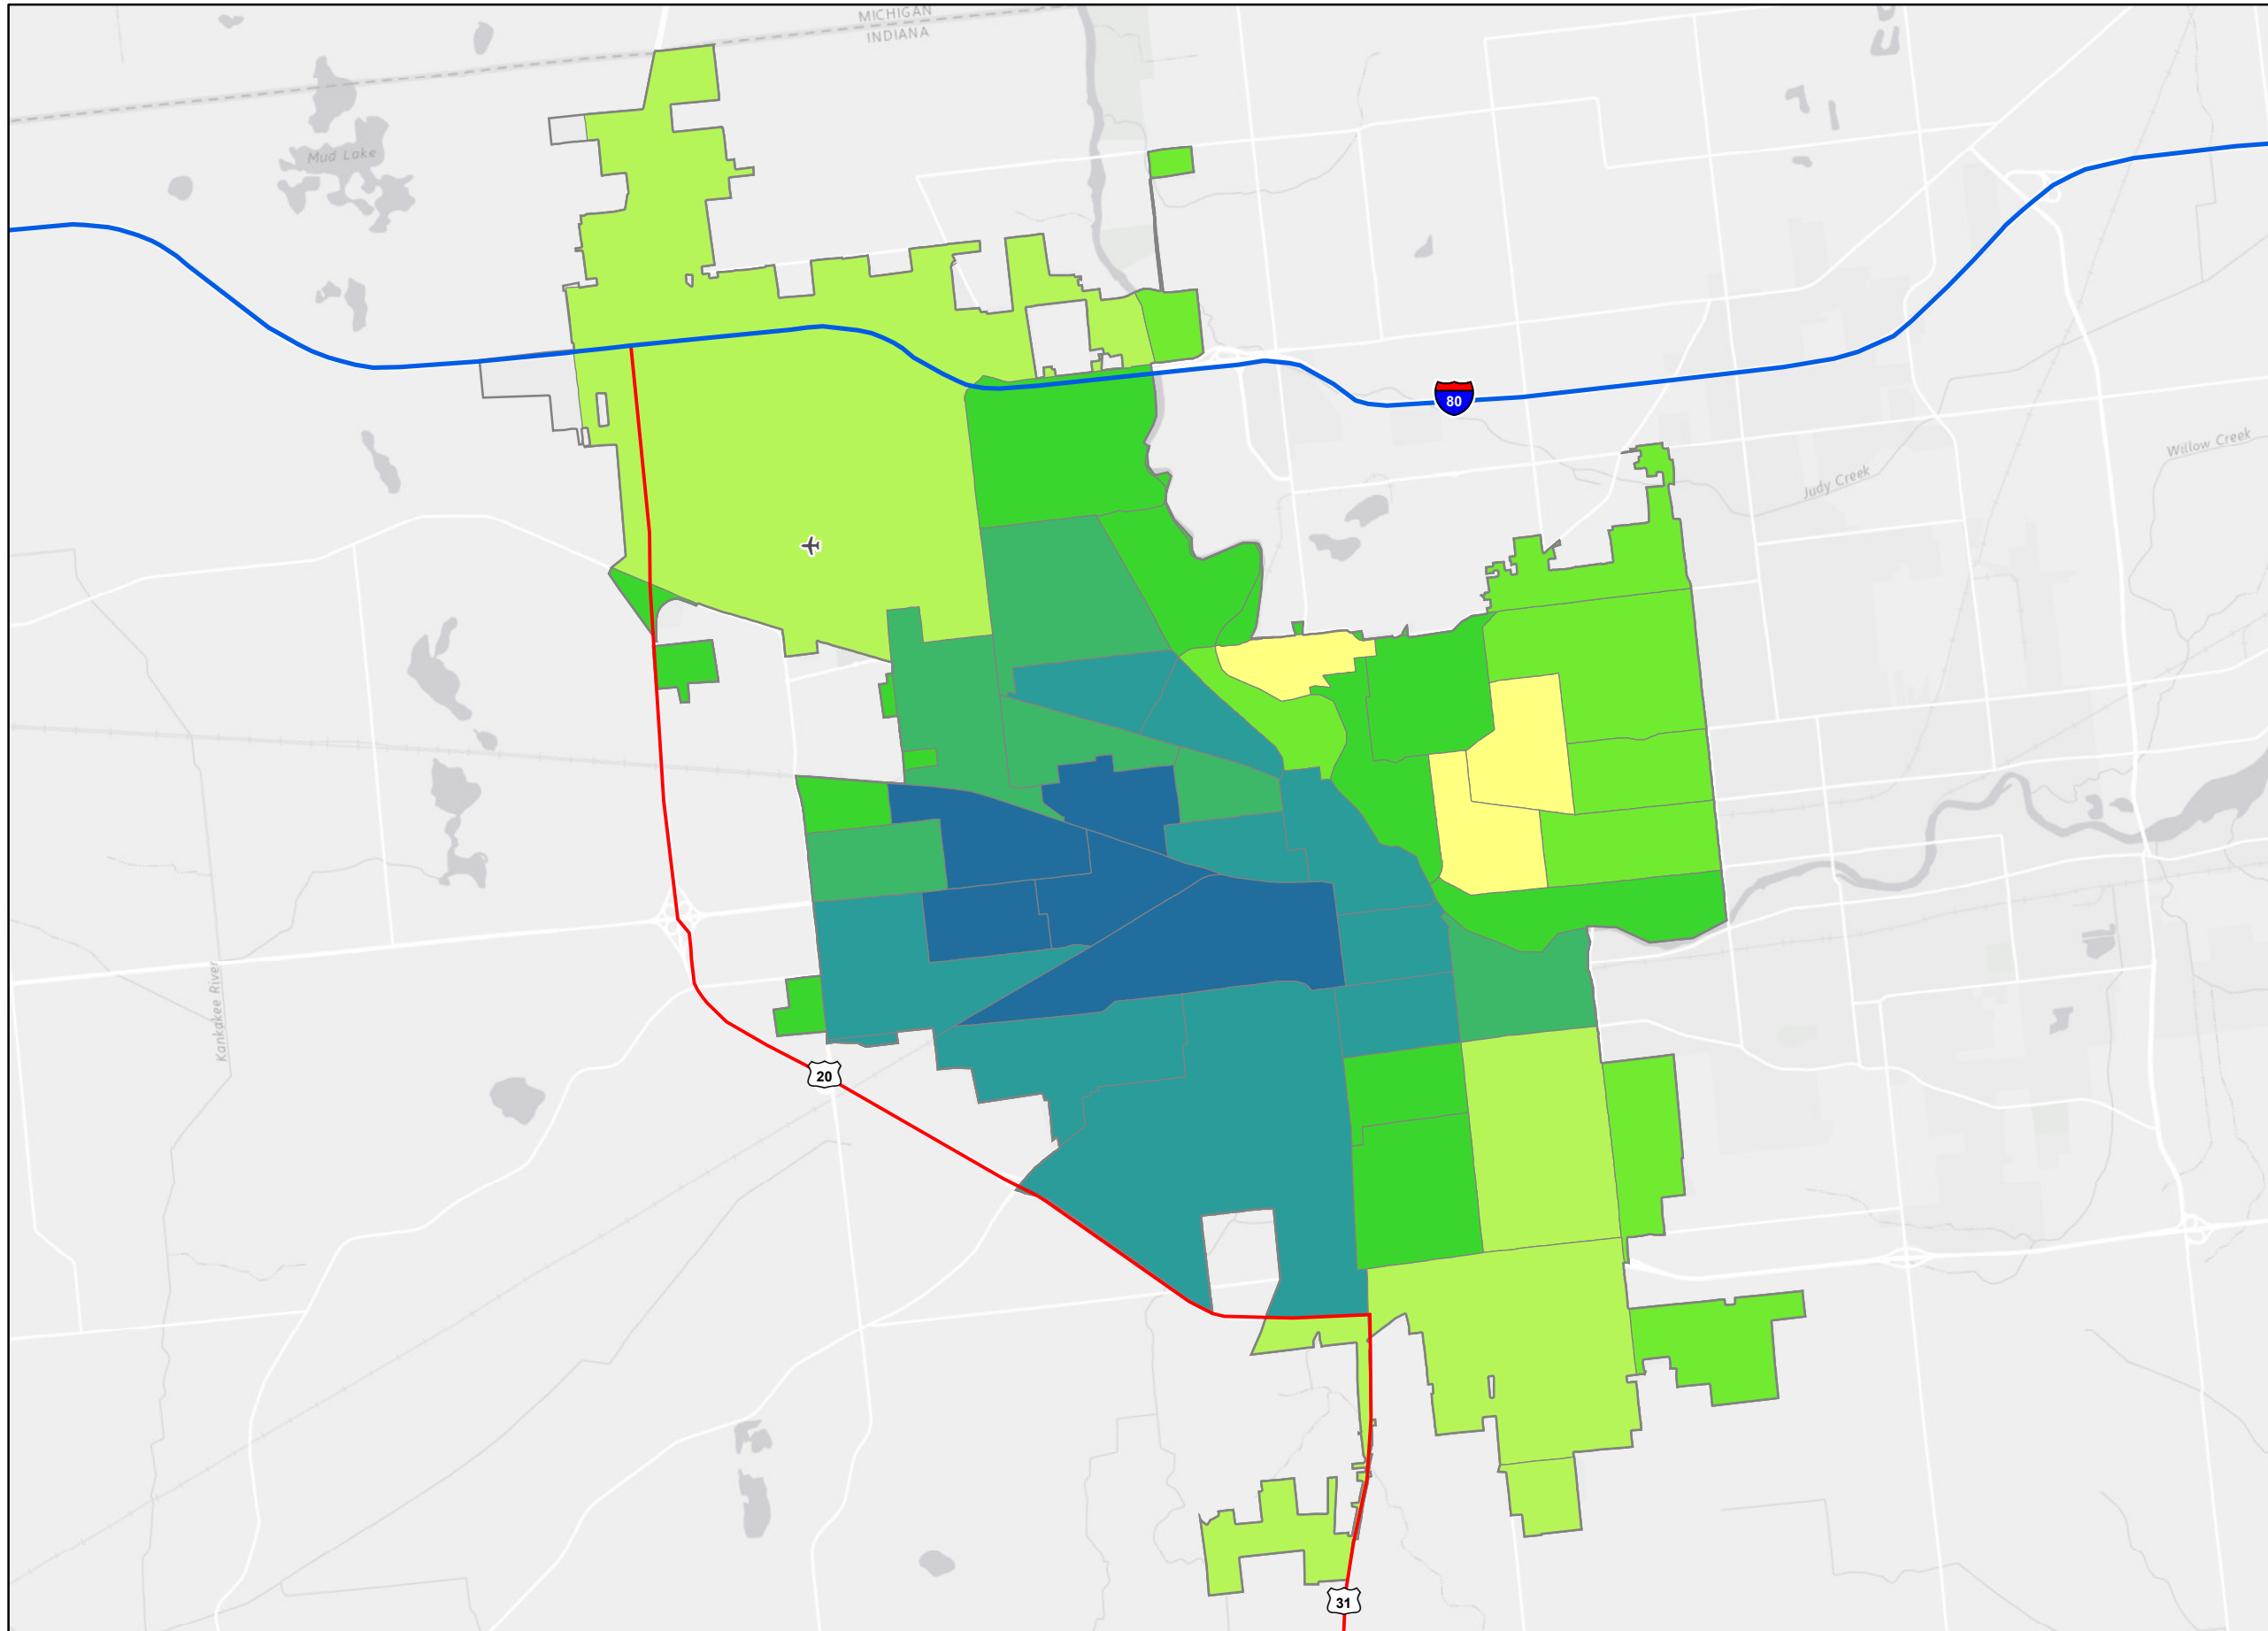 MICHIGAN
INDIANA
Mud Lake
80
Willow Creek
Judy Creek
Kankakee River
20
31